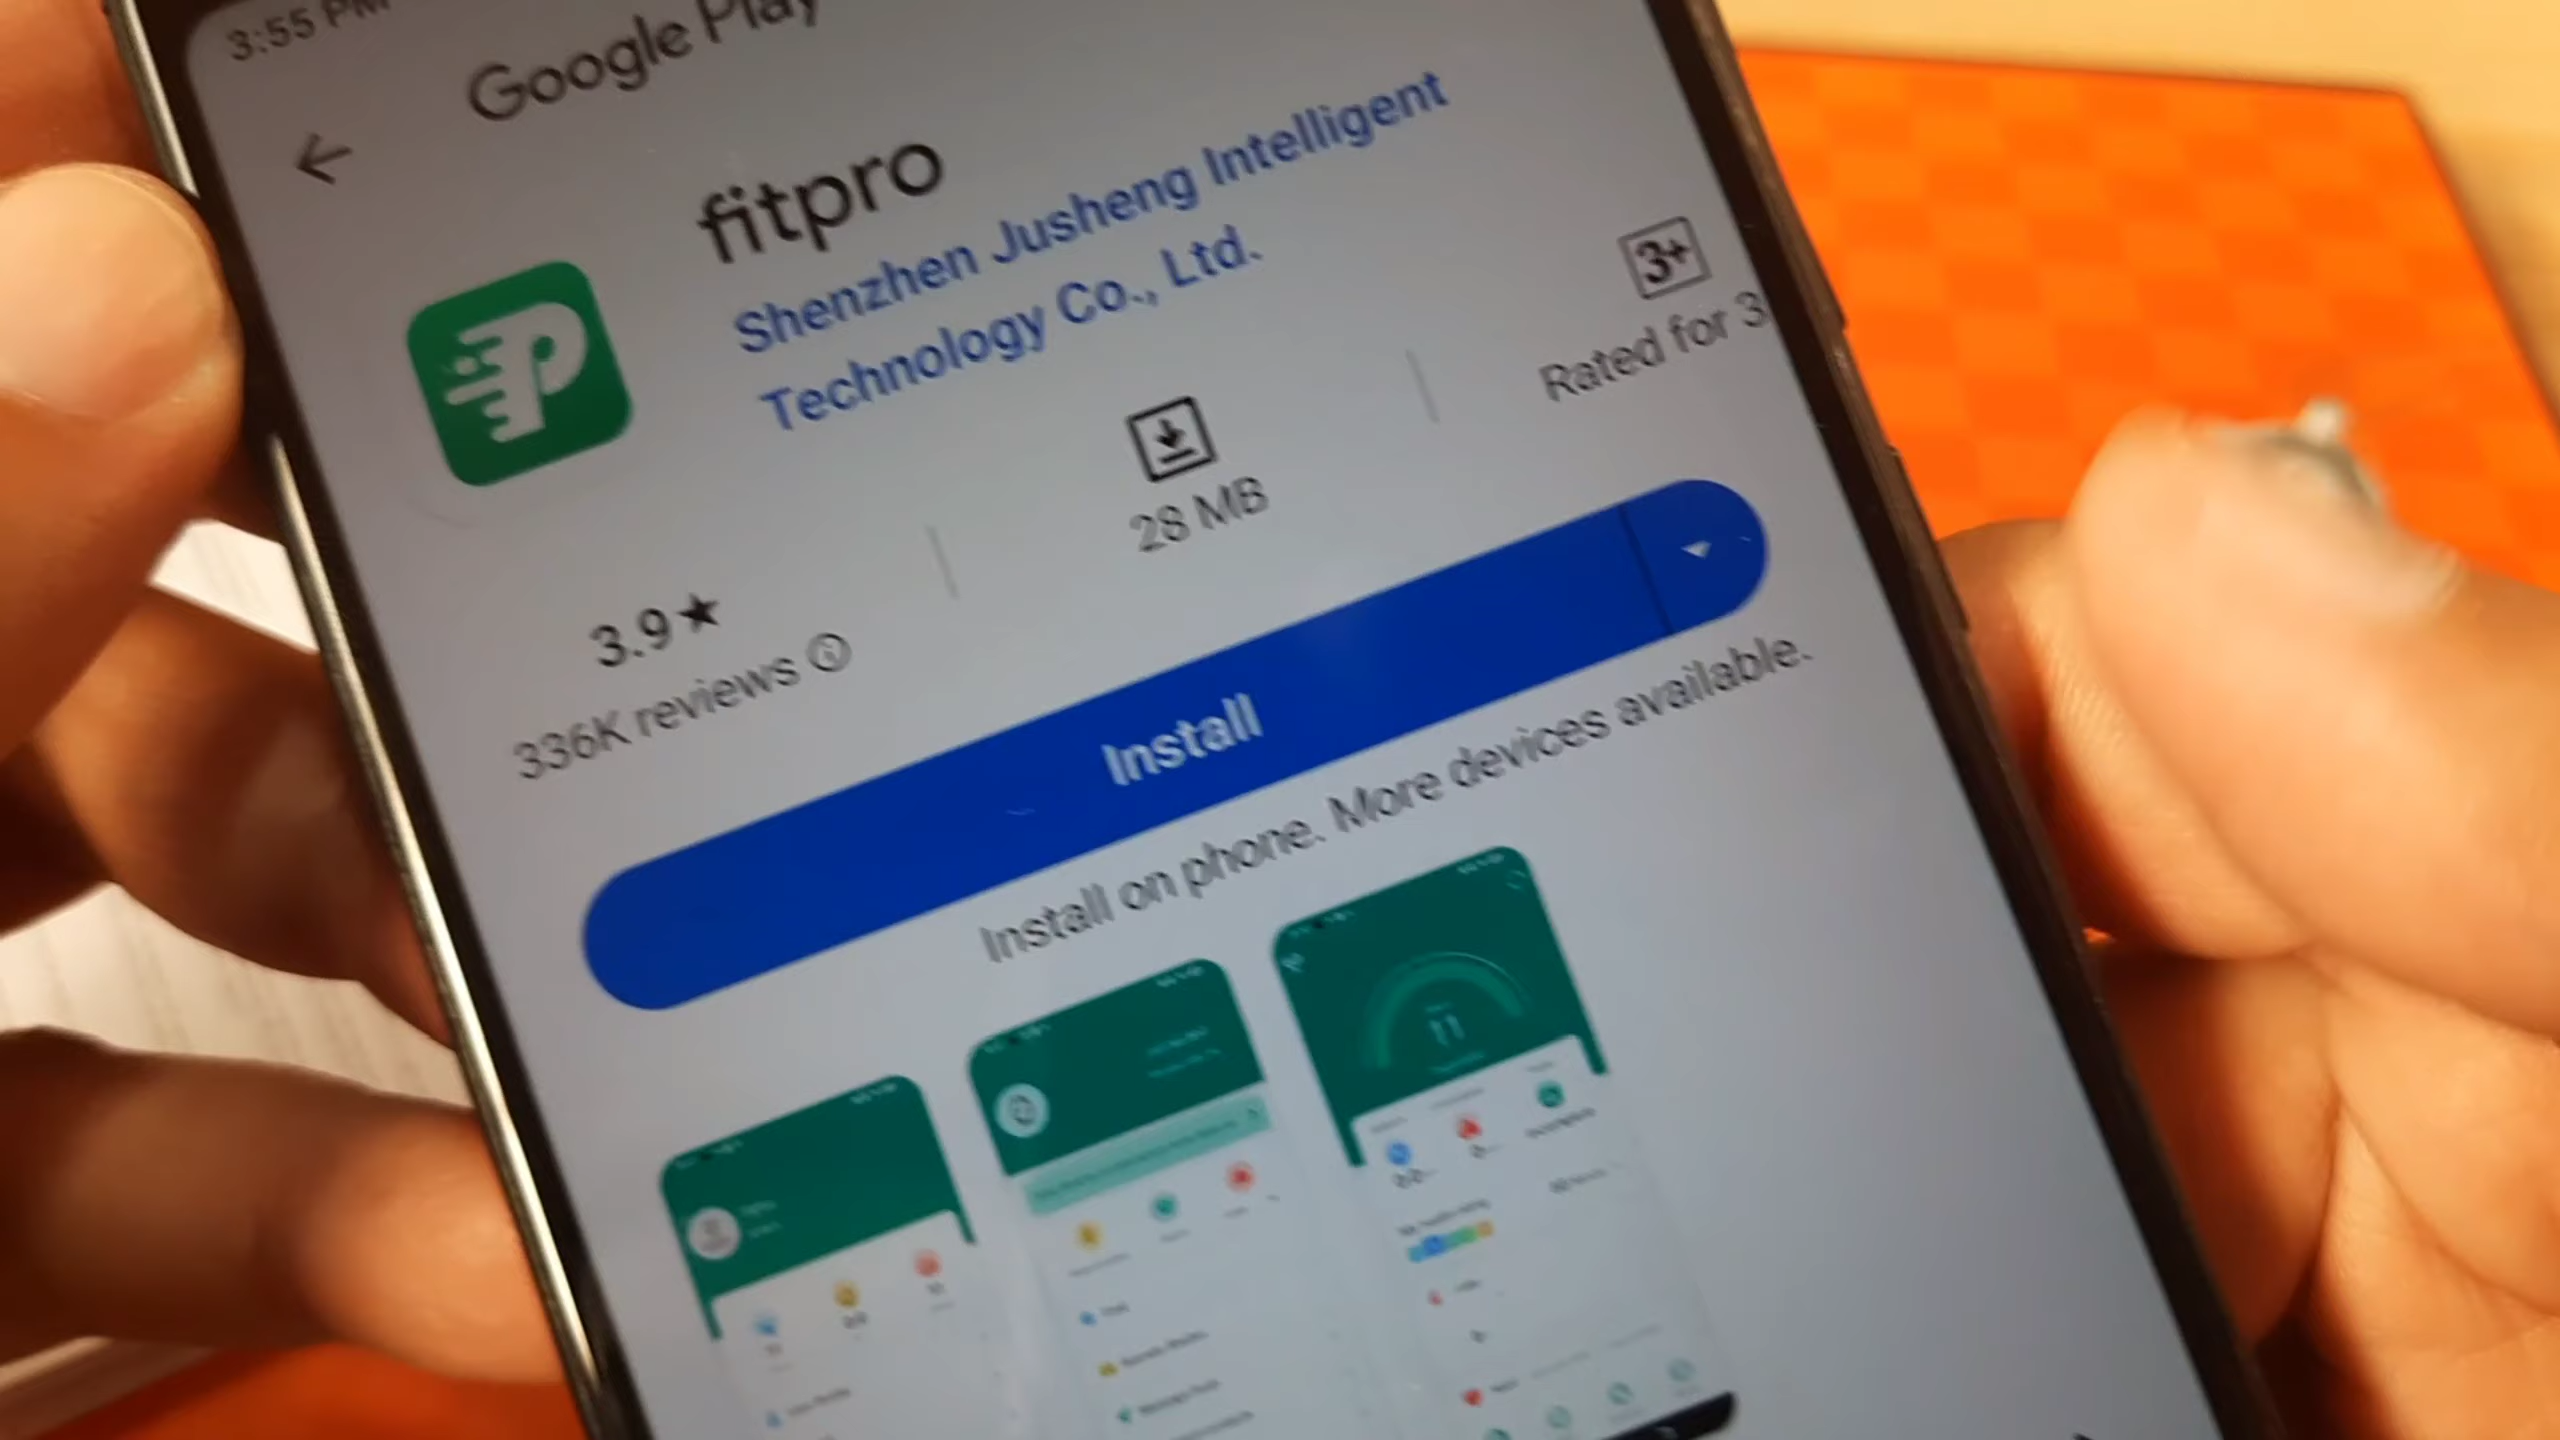 3:55 PM
Google Play
fitpro
Shenzhen Jusheng Intelligent
Technology Co., Ltd.
3.9★
336K reviews
28 MB
3+
Rated for 3
Install
Install on phone. More devices available.